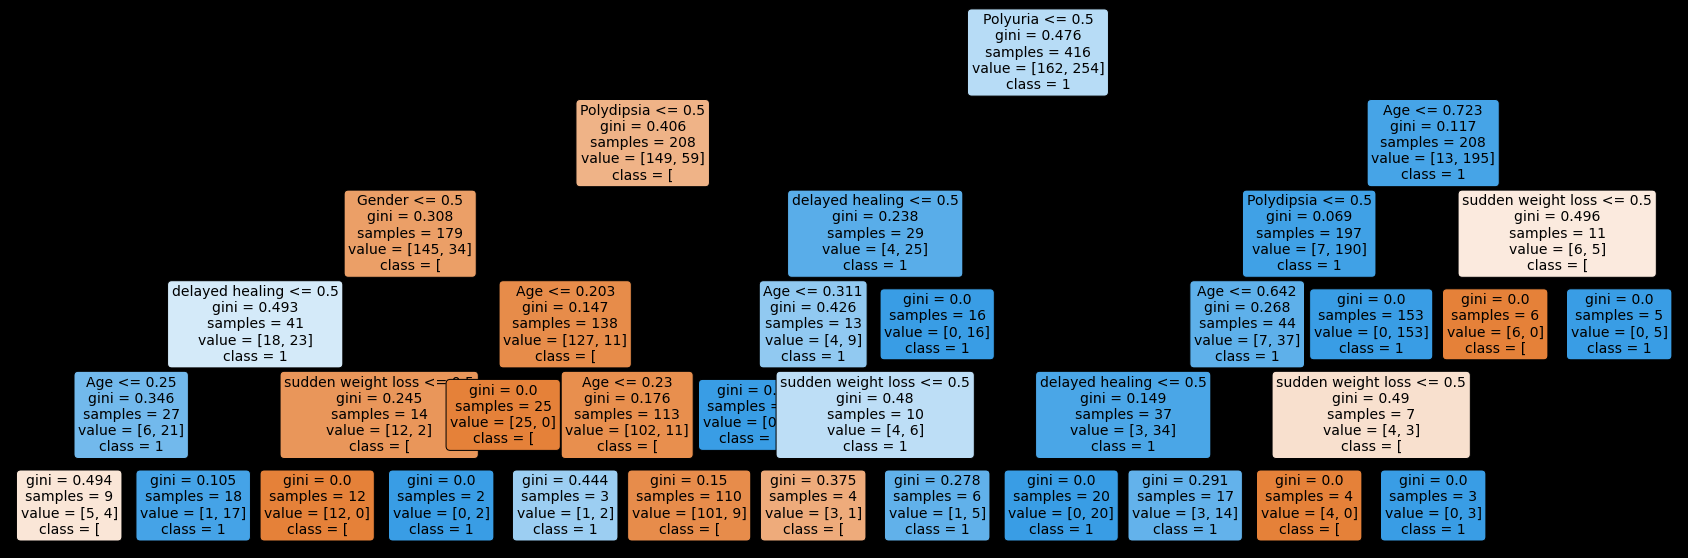 Polyuria <= 0.5
gini = 0.476
samples = 416
value = [162, 254]
class = 1
Polydipsia <= 0.5
gini = 0.406
samples = 208
value = [149, 59]
class = [
Age <= 0.723
gini = 0.117
samples = 208
value = [13, 195]
class = 1
Gender <= 0.5
gini = 0.308
samples = 179
value = [145, 34]
class = [
delayed healing <= 0.5
gini = 0.238
samples = 29
value = [4, 25]
class = 1
Polydipsia <= 0.5
gini = 0.069
samples = 197
value = [7, 190]
class = 1
sudden weight loss <= 0.5
gini = 0.496
samples = 11
value = [6, 5]
class = [
delayed healing <= 0.5
gini = 0.493
samples = 41
value = [18, 23]
class = 1
Age <= 0.203
gini = 0.147
samples = 138
value = [127, 11]
class = [
Age <= 0.311
gini = 0.426
samples = 13
value = [4, 9]
class = 1
gini = 0.0
samples = 16
value = [0, 16]
class = 1
Age <= 0.642
gini = 0.268
samples = 44
value = [7, 37]
class = 1
gini = 0.0
samples = 153
value = [0, 153]
class = 1
gini = 0.0
samples = 6
value = [6, 0]
class = [
gini = 0.0
samples = 5
value = [0, 5]
class = 1
Age <= 0.25
gini = 0.346
samples = 27
value = [6, 21]
class = 1
sudden weight loss <=
gini = 0.245
samples = 14
value = [12, 2]
class = [
gini = 0.0
samples = 25
value = [25, 0]
class = [
Age <= 0.23
gini = 0.176
samples = 113
value = [102, 11]
class = [
gini =
samples =
value =
class =
sudden weight loss <= 0.5
gini = 0.48
samples = 10
value = [4, 6]
class = 1
delayed healing <= 0.5
gini = 0.149
samples = 37
value = [3, 34]
class = 1
sudden weight loss <= 0.5
gini = 0.49
samples = 7
value = [4, 3]
class = [
gini = 0.494
samples = 9
value = [5, 4]
class = [
gini = 0.105
samples = 18
value = [1, 17]
class = 1
gini = 0.0
samples = 12
value = [12, 0]
class = [
gini = 0.0
samples = 2
value = [0, 2]
class = 1
gini = 0.444
samples = 3
value = [1, 2]
class = 1
gini = 0.15
samples = 110
value = [101, 9]
class = [
gini = 0.375
samples = 4
value = [3, 1]
class = [
gini = 0.278
samples = 6
value = [1, 5]
class = 1
gini = 0.0
samples = 20
value = [0, 20]
class = 1
gini = 0.291
samples = 17
value = [3, 14]
class = 1
gini = 0.0
samples = 4
value = [4, 0]
class = [
gini = 0.0
samples = 3
value = [0, 3]
class = 1